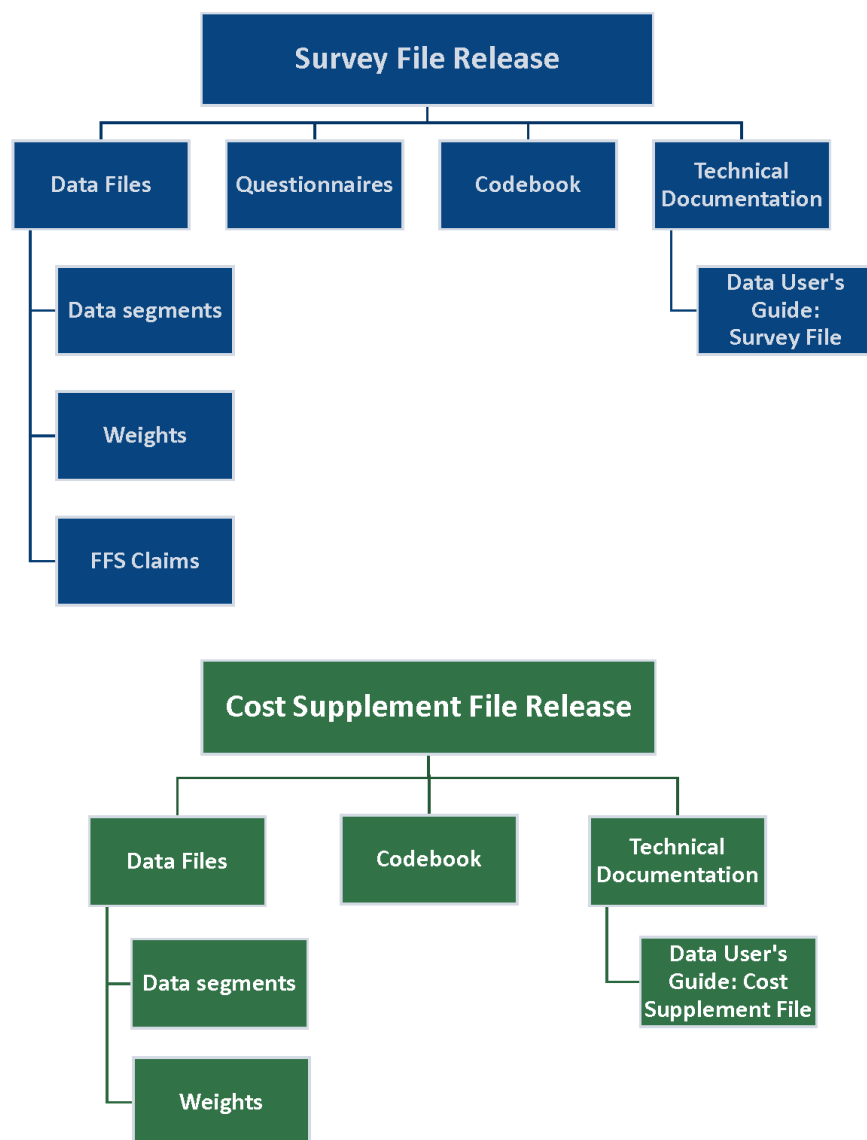 Survey File Release
Data Files
Questionnaires
Codebook
Technical
Documentation
Data segments
Data User's
Guide:
Survey File
Weights
FFS Claims
Cost Supplement File Release
Data Files
Codebook
Technical
Documentation
Data segments
Data User's
Guide: Cost
Supplement File
Weights